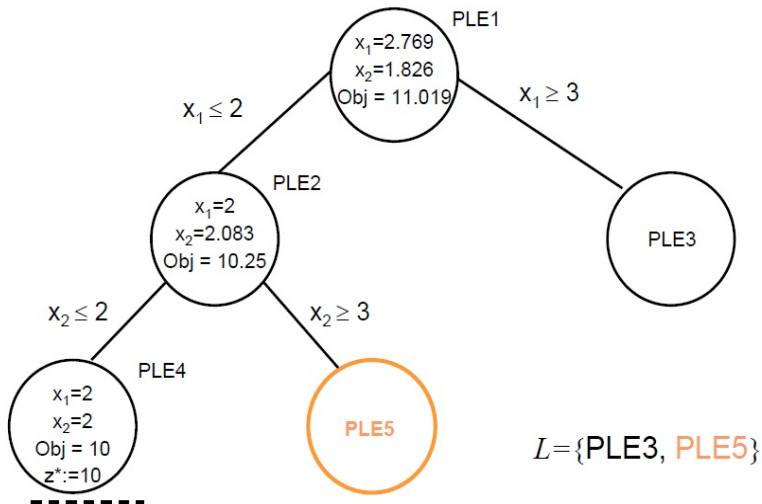 PLE1
x₁=2.769
x₂=1.826
Obj = 11.019
x₁ ≤ 2
x₁ ≥ 3
PLE2
x₁=2
x₂=2.083
Obj = 10.25
PLE3
x₂ ≤ 2
x₂ ≥ 3
PLE4
x₁=2
x₂=2
Obj = 10
z*:=10
PLE5
L={PLE3, PLE5}